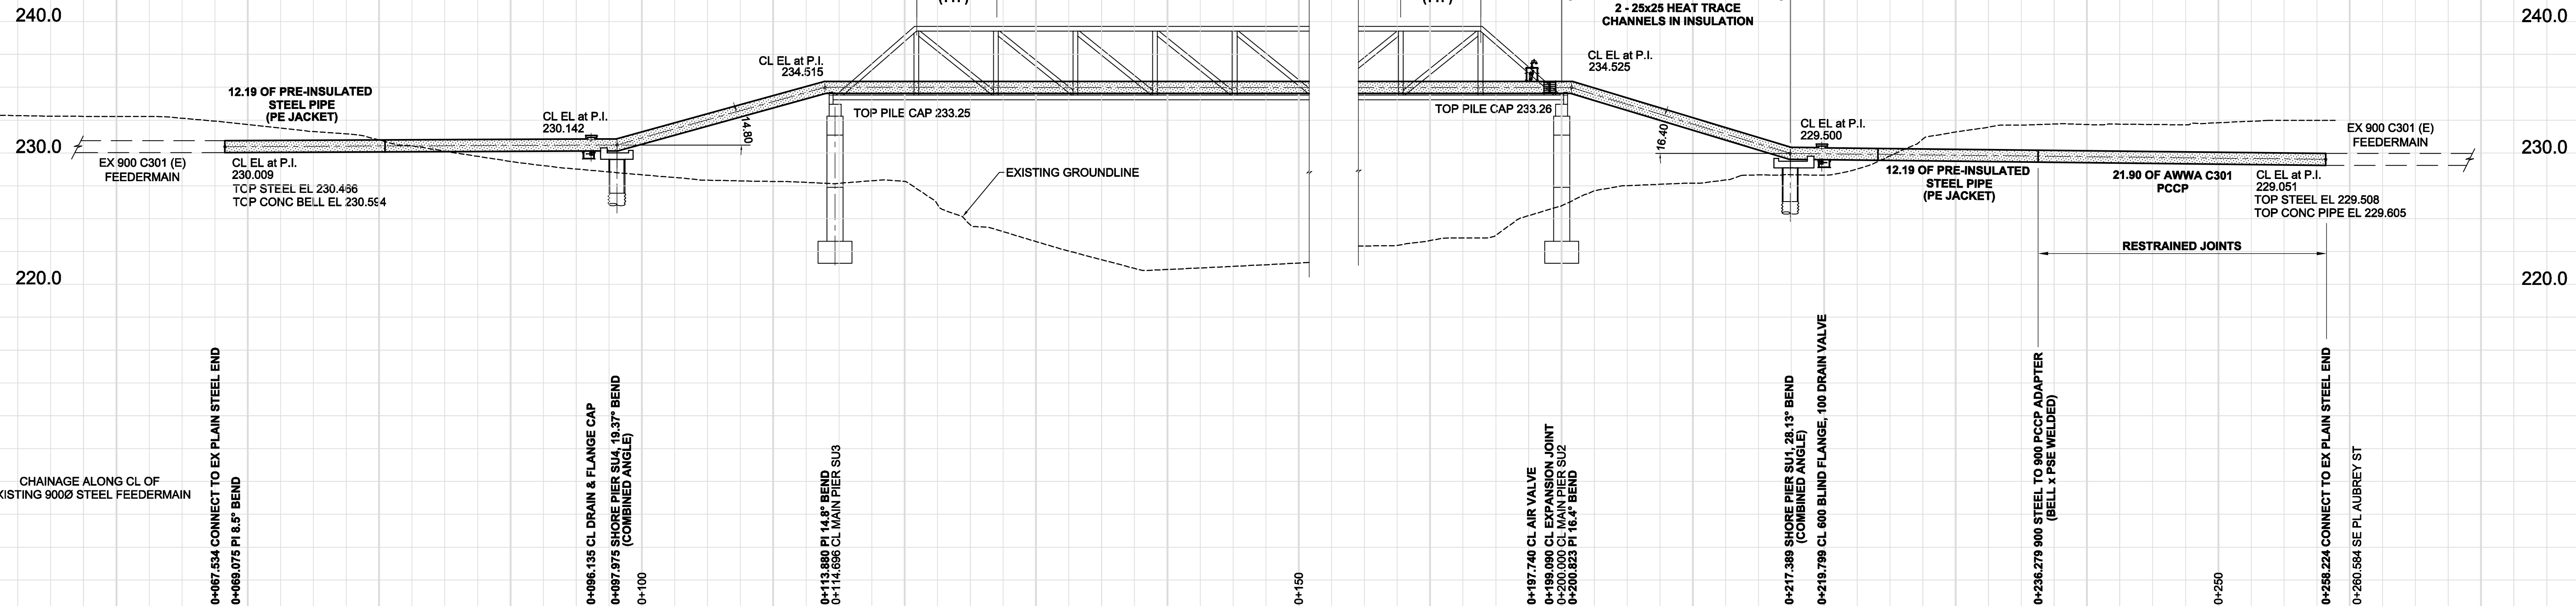 240.0
240.0
2 - 25x25 HEAT TRACE
CHANNELS IN INSULATION
CL EL at P.I.
234.515
CL EL at P.I.
234.525
12.19 OF PRE-INSULATED
STEEL PIPE
(PE JACKET)
TOP PILE CAP 233.25
TOP PILE CAP 233.26
CL EL at P.I.
230.142
14.80
16.40
CL EL at P.I.
229.500
EX 900 C301 (E)
FEEDERMAIN
230.0
230.0
EX 900 C301 (E)
FEEDERMAIN
CL EL at P.I.
230.009
TOP STEEL EL 230.466
TOP CONC BELL EL 230.594
EXISTING GROUNDLINE
12.19 OF PRE-INSULATED
STEEL PIPE
(PE JACKET)
21.90 OF AWWA C301
PCCP
CL EL at P.I.
229.051
TOP STEEL EL 229.508
TOP CONC PIPE EL 229.605
RESTRAINED JOINTS
220.0
220.0
CHAINAGE ALONG CL OF
XISTING 900Ø STEEL FEEDERMAIN
0+067.534 CONNECT TO EX PLAIN STEEL END
0+069.075 PI 8.5° BEND
0+096.135 CL DRAIN & FLANGE CAP
0+097.975 SHORE PIER SU4, 19.37° BEND
(COMBINED ANGLE)
0+100
0+113.880 PI 14.8° BEND
0+114.696 CL MAIN PIER SU3
0+150
0+197.740 CL AIR VALVE
0+199.090 CL EXPANSION JOINT
0+200.000 CL MAIN PIER SU2
0+200.823 PI 16.4° BEND
0+217.389 SHORE PIER SU1, 28.13° BEND
(COMBINED ANGLE)
0+219.799 CL 600 BLIND FLANGE, 100 DRAIN VALVE
0+236.279 900 STEEL TO 900 PCCP ADAPTER
(BELL x PSE WELDED)
0+250
0+258.224 CONNECT TO EX PLAIN STEEL END
0+260.584 SE PL AUBREY ST